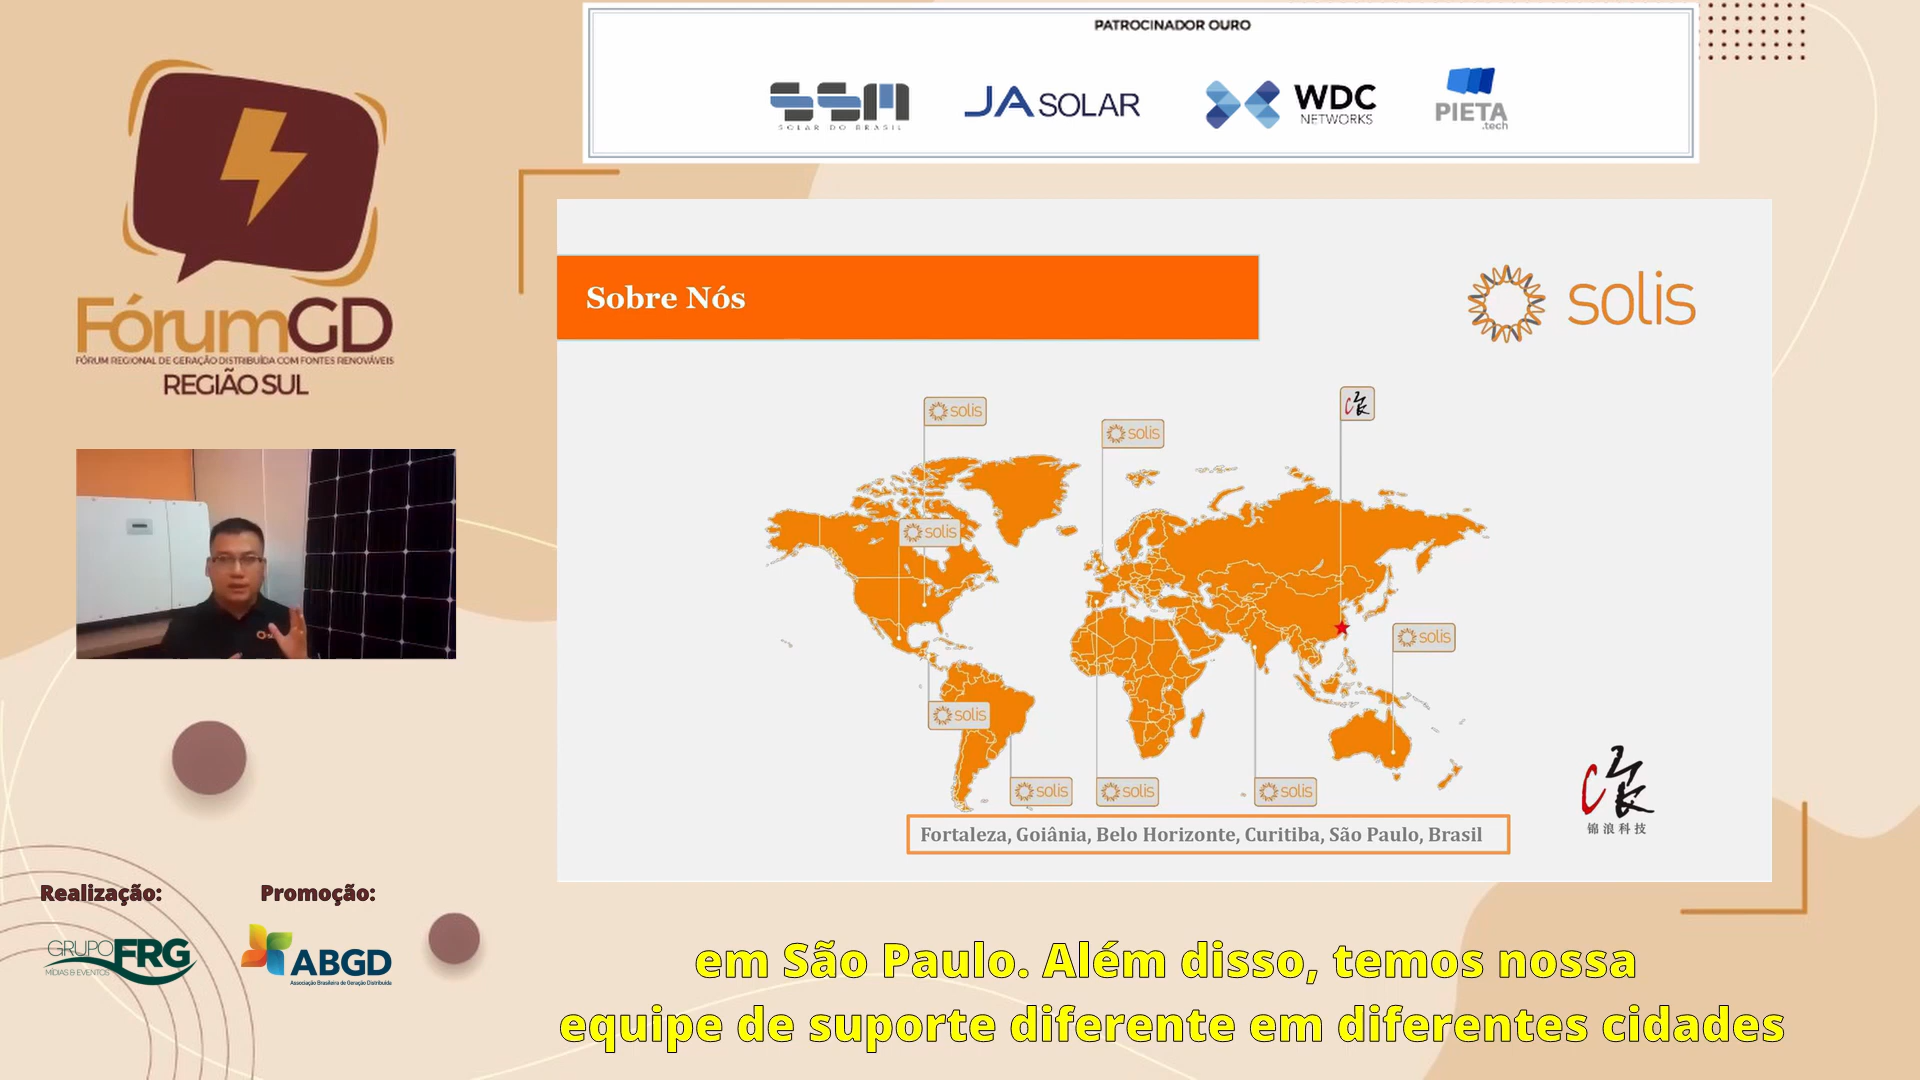 PATROCINADOR OURO
SSM
SOLAR DO BRASIL
JA SOLAR
WDC
NETWORKS
PIETA
.tech
FórumGD
FÓRUM REGIONAL DE GERAÇÃO DISTRIBUÍDA COM FONTES RENOVÁVEIS
REGIÃO SUL
Sobre Nós
solis
solis
solis
solis
solis
solis
solis
solis
solis
Fortaleza, Goiânia, Belo Horizonte, Curitiba, São Paulo, Brasil
锦浪科技
Realização:
Promoção:
GRUPO FRG
MÍDIAS & EVENTOS
ABGD
Associação Brasileira de Geração Distribuída
em São Paulo. Além disso, temos nossa
equipe de suporte diferente em diferentes cidades